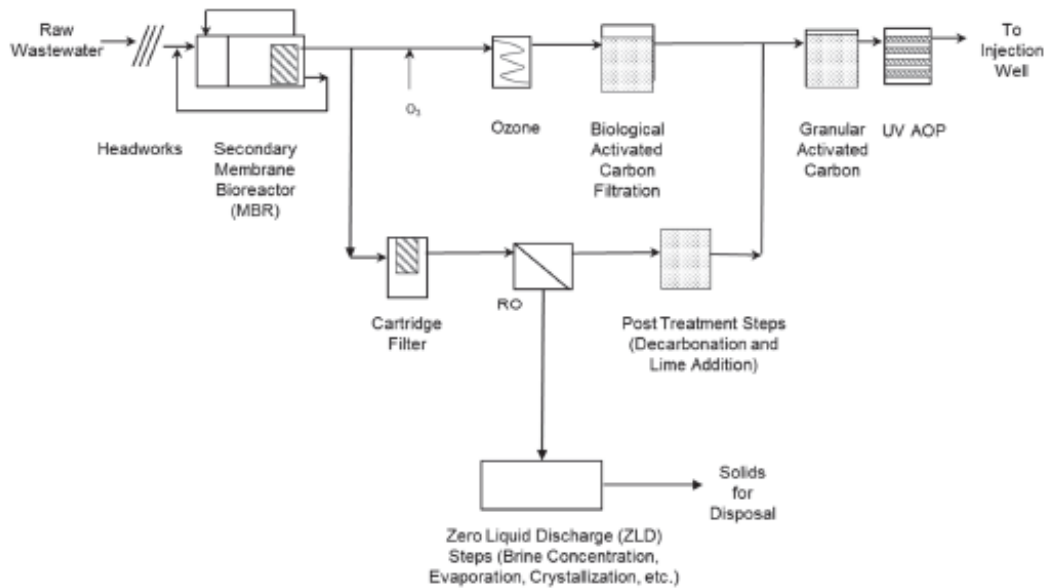 Raw
Wastewater
Headworks
Secondary
Membrane
Bioreactor
(MBR)
O₃
Ozone
Biological
Activated
Carbon
Filtration
Granular
Activated
Carbon
UV AOP
To
Injection
Well
Cartridge
Filter
RO
Post Treatment Steps
(Decarbonation and
Lime Addition)
Zero Liquid Discharge (ZLD)
Steps (Brine Concentration,
Evaporation, Crystallization, etc.)
Solids
for
Disposal